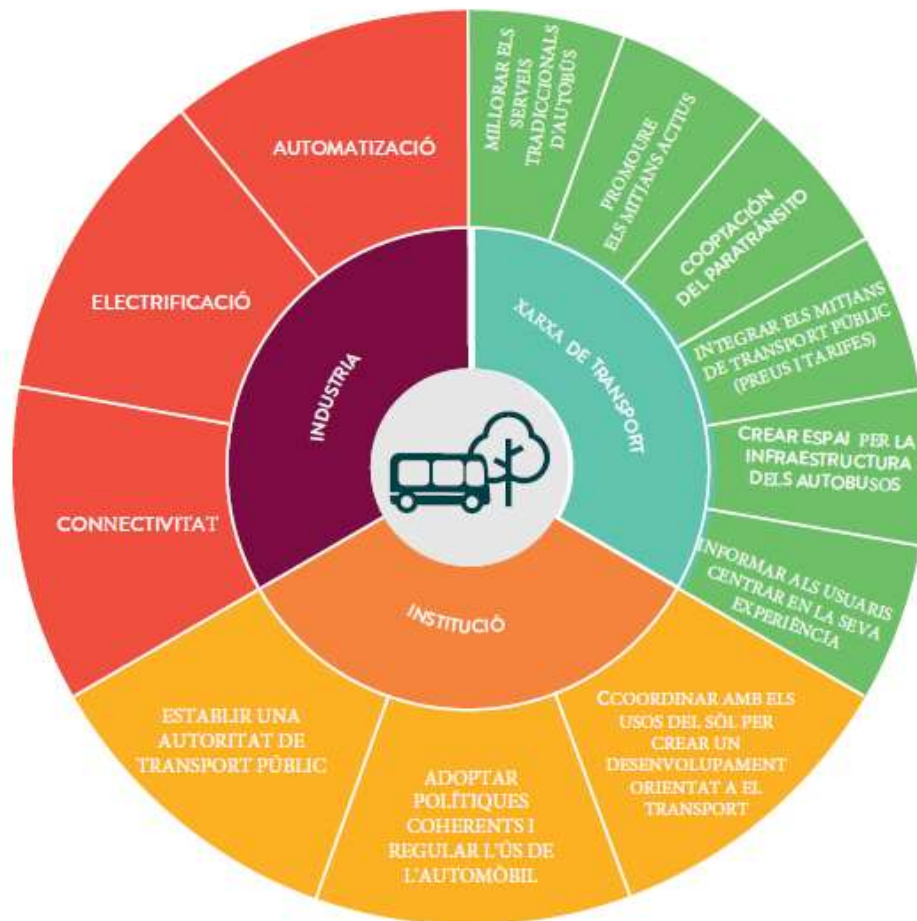 AUTOMATIZACIÓ
ELECTRIFICACIÓ
CONNECTIVITAT
INDUSTRIA
MILLORAR ELS
SERVEIS
TRADICCIONALS
D'AUTOBÚS
PROMOURE
ELS MITJANS ACTIUS
COOPTACIÓN
DEL PARATRÀNSITO
INTEGRAR ELS MITJANS
DE TRANSPORT PÚBLIC
(PREUS I TARIFES)
CREAR ESPAI PER LA
INFRAESTRUCTURA
DELS AUTOBUSOS
INFORMAR ALS USUARIS
CENTRAR EN LA SEVA
EXPERIÈNCIA
XARXA DE TRANSPORT
INSTITUCIÓ
ESTABLIR UNA
AUTORITAT DE
TRANSPORT PÚBLIC
ADOPTAR
POLÍTIQUES
COHERENTS I
REGULAR L'ÚS DE
L'AUTOMÒBIL
CCOORDINAR AMB ELS
USOS DEL SÒL PER
CREAR UN
DESENVOLUPAMENT
ORIENTAT A EL
TRANSPORT